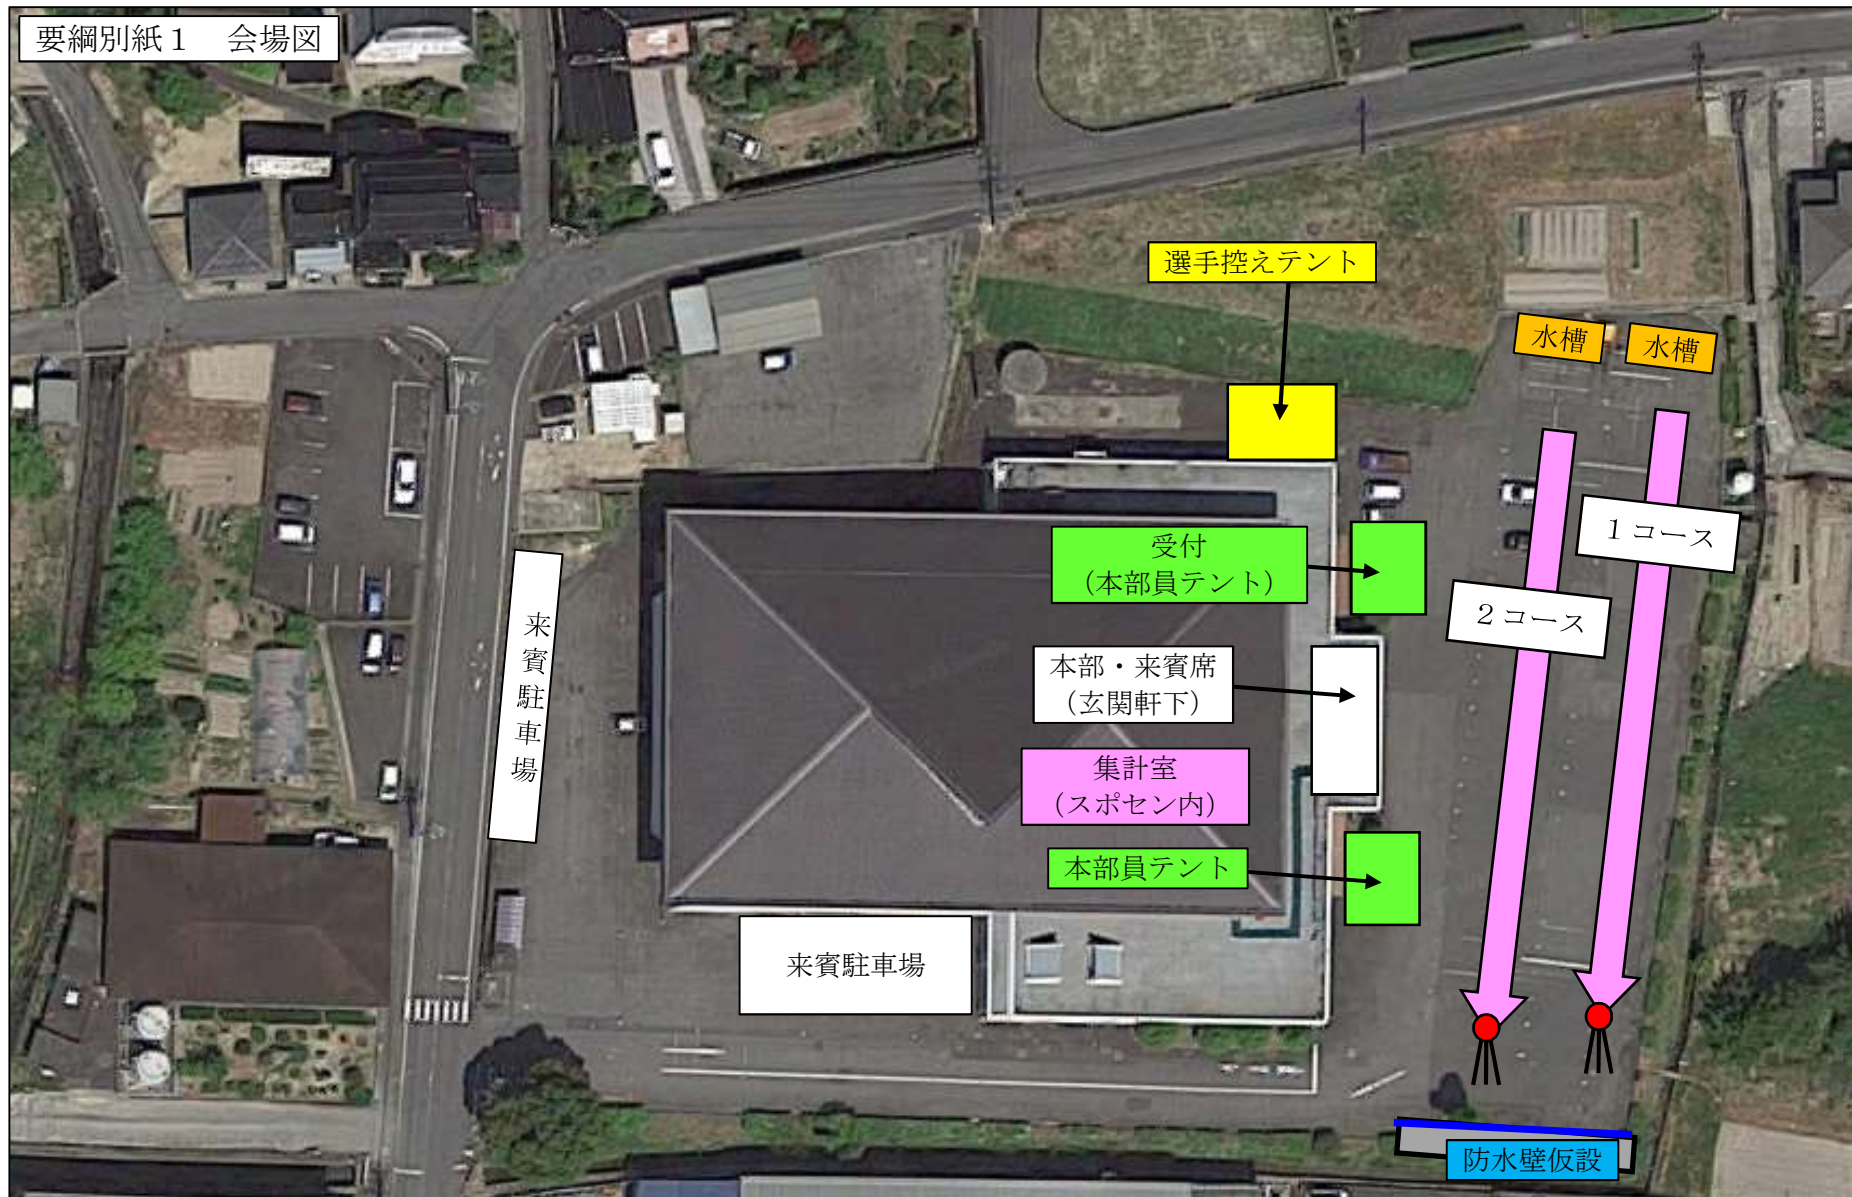 要綱別紙１　会場図
選手控えテント
水槽
水槽
１コース
２コース
受付
（本部員テント）
本部・来賓席
（玄関軒下）
集計室
（スポセン内）
本部員テント
来賓駐車場
来賓駐車場
防水壁仮設